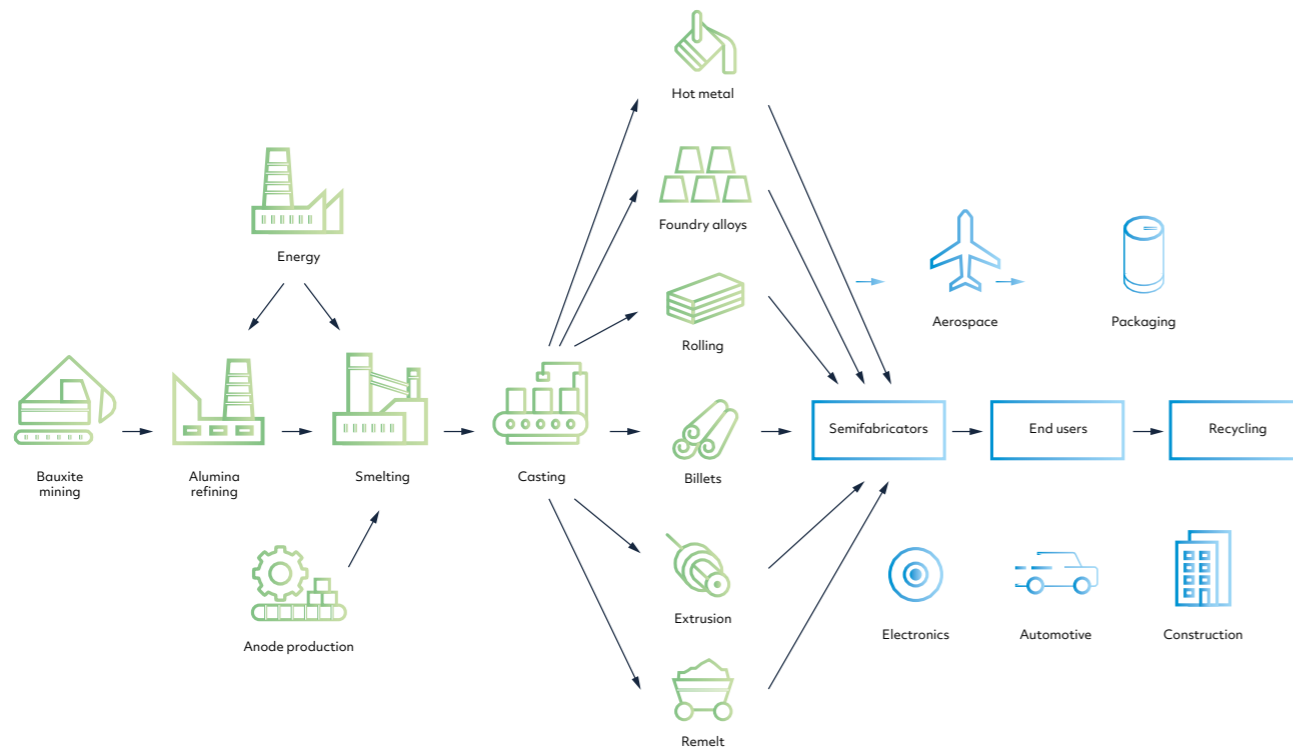 Hot metal
Foundry alloys
Energy
Rolling
Aerospace
Packaging
Bauxite
mining
Alumina
refining
Smelting
Casting
Billets
Semifabricators
End users
Recycling
Anode production
Extrusion
Electronics
Automotive
Construction
Remelt